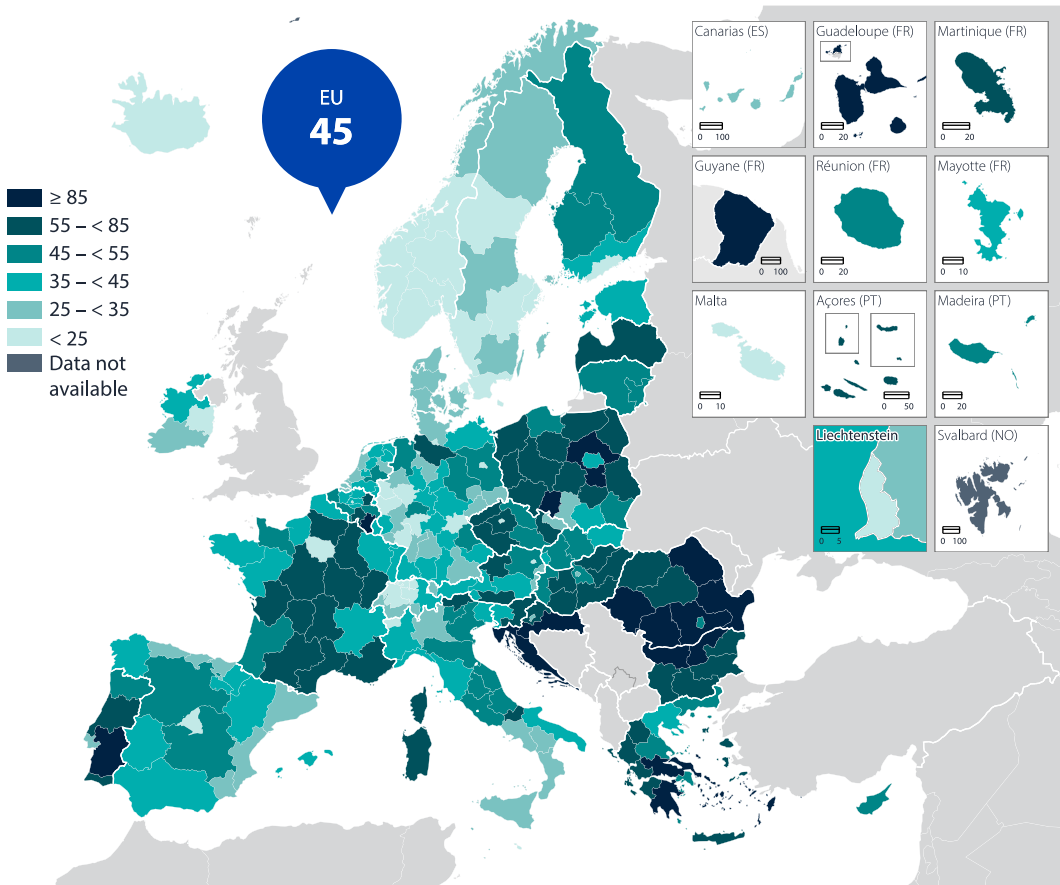 EU
45
≥ 85
55 – < 85
45 – < 55
35 – < 45
25 – < 35
< 25
Data not
available
Canarias (ES)
0 100
Guadeloupe (FR)
0 20
Martinique (FR)
0 20
Guyane (FR)
0 100
Réunion (FR)
0 20
Mayotte (FR)
0 10
Malta
0 10
Açores (PT)
0 50
Madeira (PT)
0 20
Liechtenstein
0 5
Svalbard (NO)
0 100